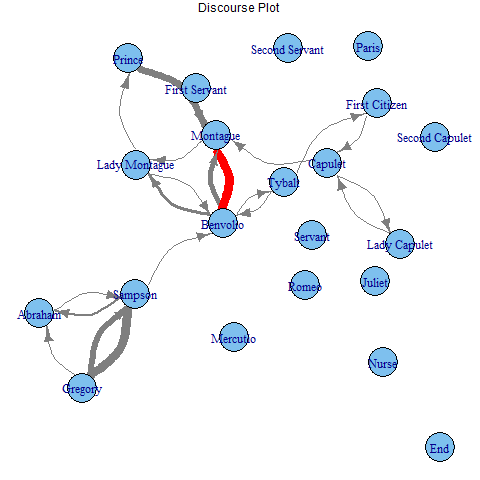 Discourse Plot
Second Servant
Paris
Prince
First Servant
First Citizen
Montague
Second Capulet
Lady Montague
Capulet
Tybalt
Benvolio
Servant
Lady Capulet
Romeo
Juliet
Sampson
Abraham
Mercutio
Nurse
Gregory
End